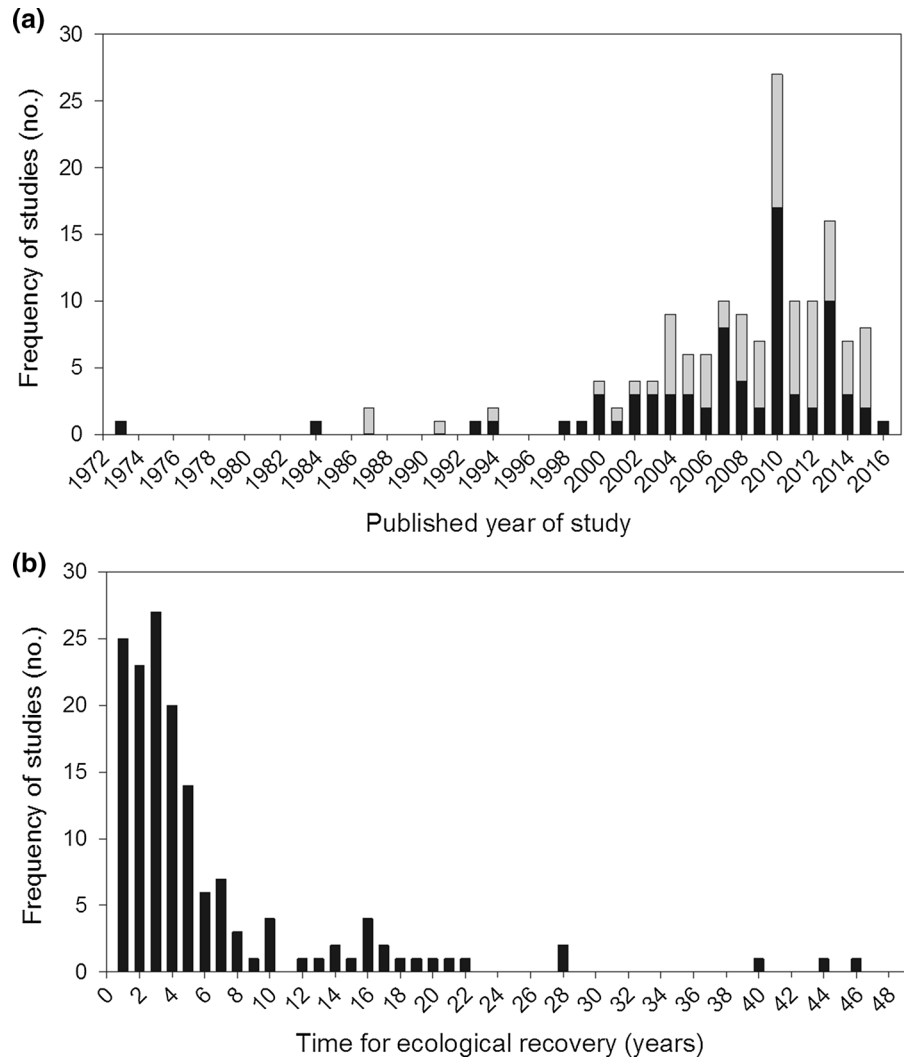 (a)
30
25
20
15
10
5
0
Frequency of studies (no.)
1972 1974 1976 1978 1980 1982 1984 1986 1988 1990 1992 1994 1996 1998 2000 2002 2004 2006 2008 2010 2012 2014 2016
Published year of study
(b)
30
25
20
15
10
5
0
Frequency of studies (no.)
0 2 4 6 8 10 12 14 16 18 20 22 24 26 28 30 32 34 36 38 40 42 44 46 48
Time for ecological recovery (years)